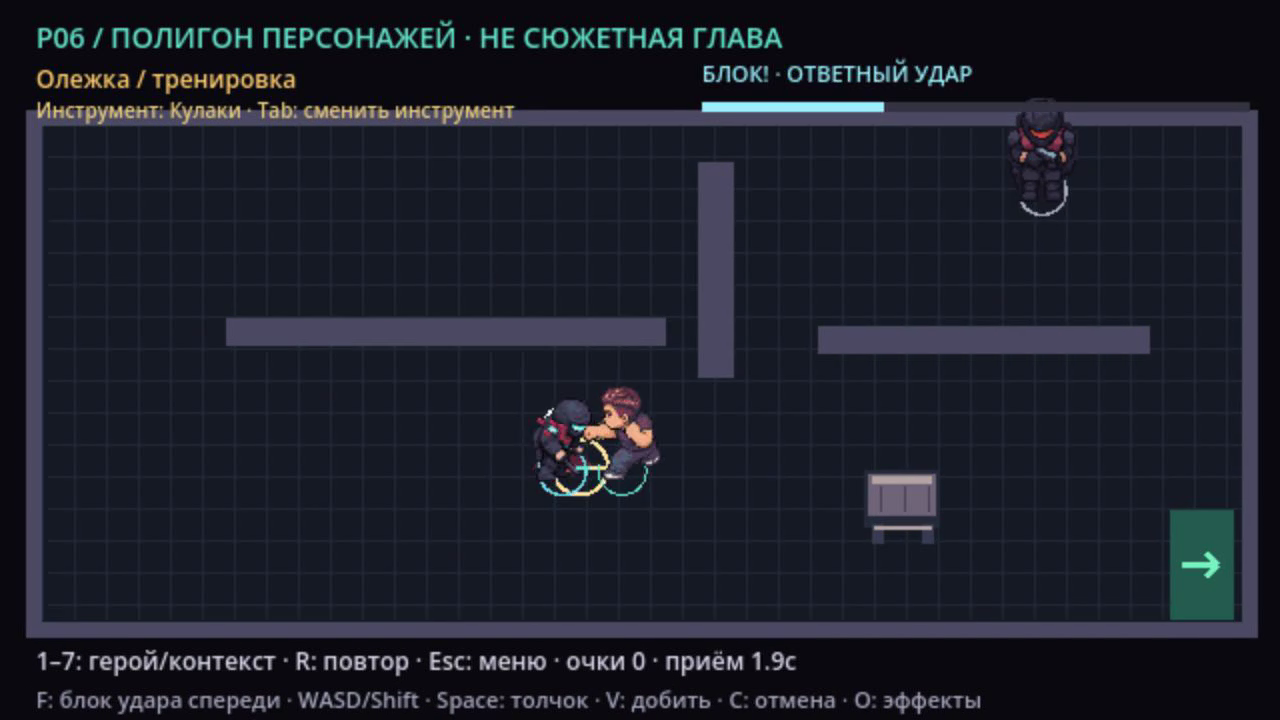 P06 / ПОЛИГОН ПЕРСОНАЖЕЙ · НЕ СЮЖЕТНАЯ ГЛАВА
Олежка / тренировка
БЛОК! · ОТВЕТНЫЙ УДАР
Инструмент: Кулаки · Tab: сменить инструмент
→
1–7: герой/контекст · R: повтор · Esc: меню · очки 0 · приём 1.9с
F: блок удара спереди · WASD/Shift · Space: толчок · V: добить · C: отмена · O: эффекты